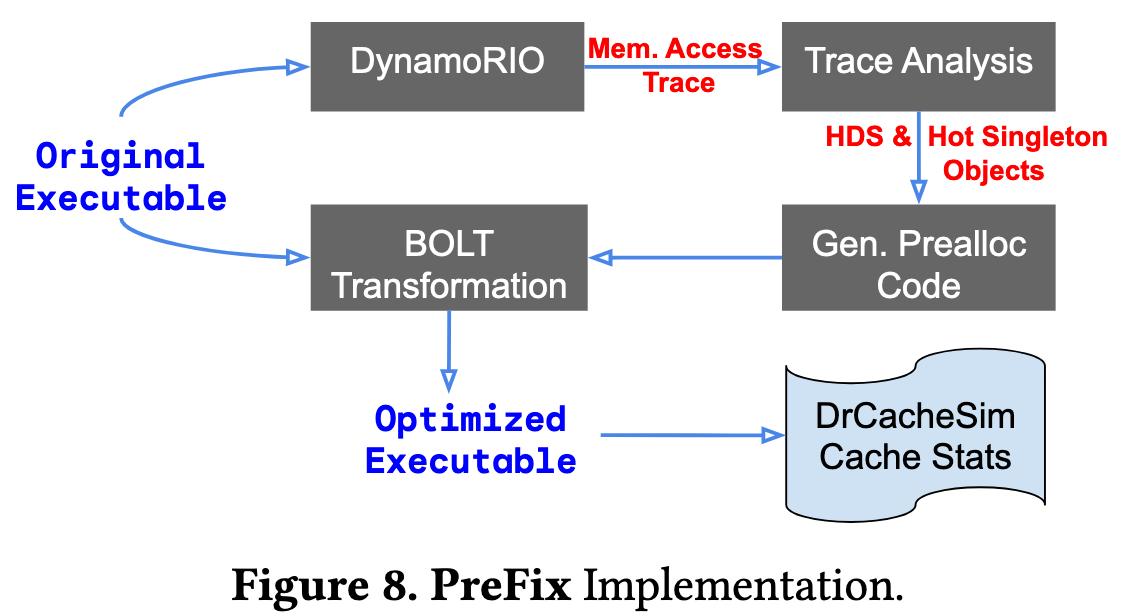 DynamoRIO
Mem. Access
Trace
Trace Analysis
HDS & Hot Singleton
Objects
Original
Executable
BOLT
Transformation
Gen. Prealloc
Code
Optimized
Executable
DrCacheSim
Cache Stats
Figure 8. PreFix Implementation.